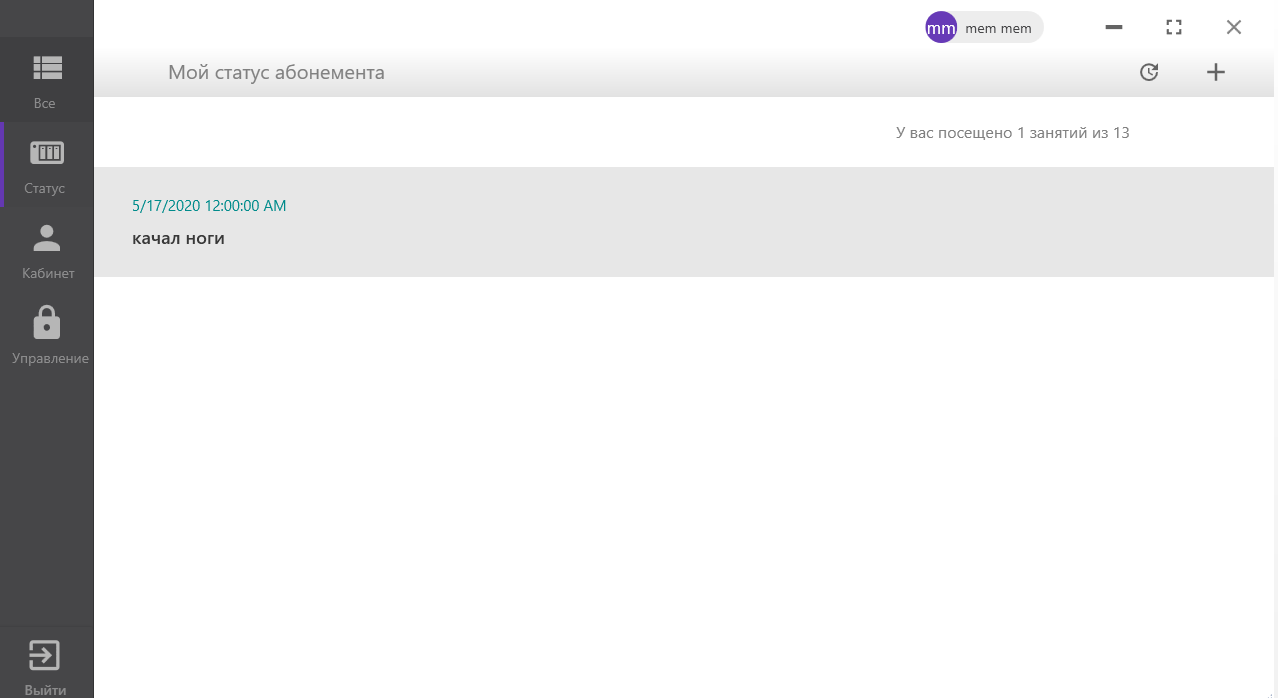 mm mem mem
Мой статус абонемента
Все
Статус
Кабинет
Управление
Выйти
У вас посещено 1 занятий из 13
5/17/2020 12:00:00 AM
качал ноги